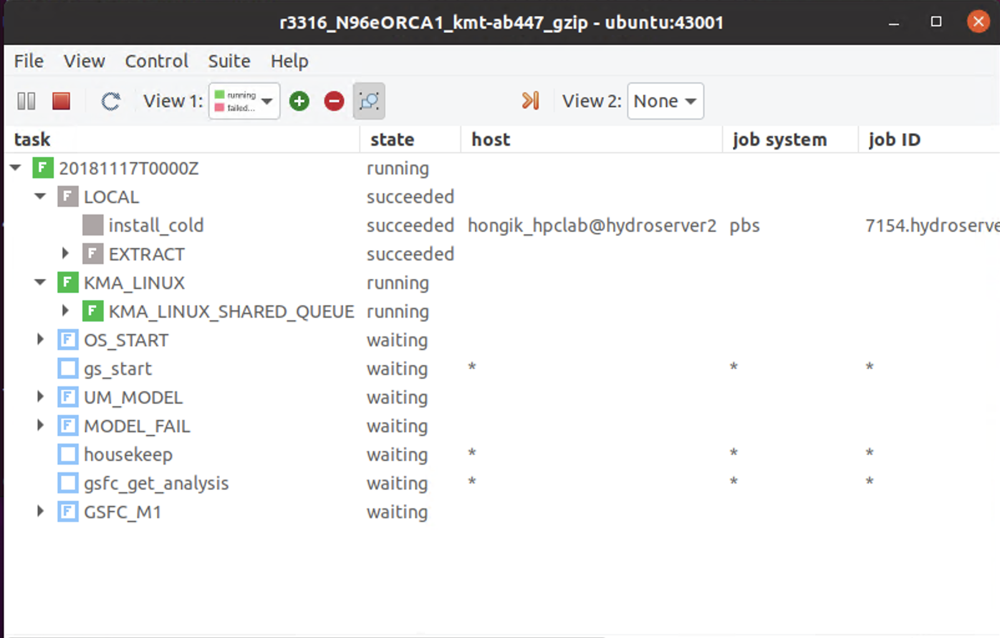 r3316_N96eORCA1_kmt-ab447_gzip - ubuntu:43001
File View Control Suite Help
View 1: running failed... View 2: None
task state host job system job ID
F 20181117T0000Z running
F LOCAL succeeded
install_cold succeeded hongik_hpclab@hydroserver2 pbs 7154.hydroserve
F EXTRACT succeeded
F KMA_LINUX running
F KMA_LINUX_SHARED_QUEUE running
F OS_START waiting
gs_start waiting * * *
F UM_MODEL waiting
F MODEL_FAIL waiting
housekeep waiting * * *
gsfc_get_analysis waiting * * *
F GSFC_M1 waiting